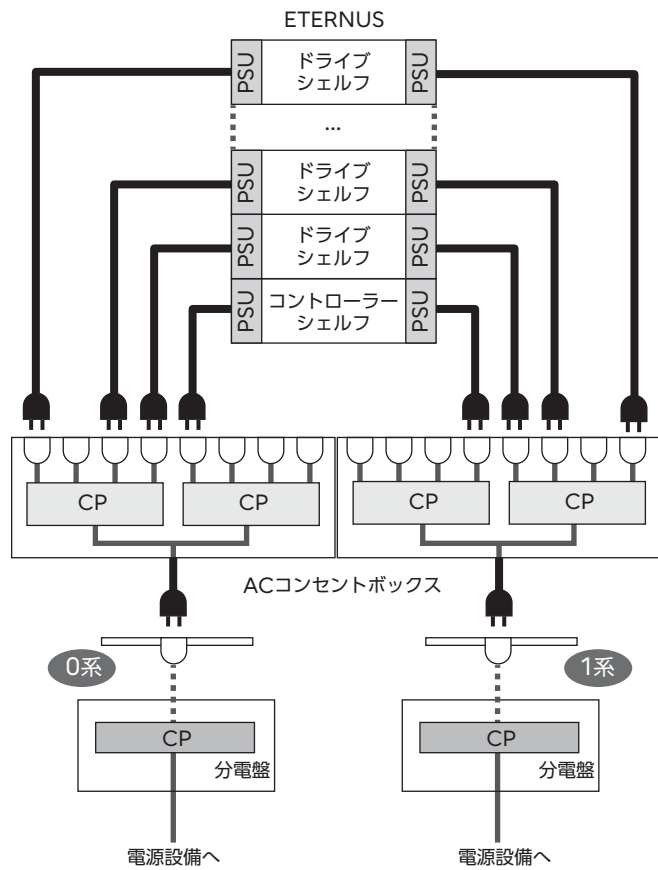 ETERNUS
PSU
ドライブ
シェルフ
PSU
...
PSU
ドライブ
シェルフ
PSU
PSU
ドライブ
シェルフ
PSU
PSU
コントローラー
シェルフ
PSU
CP
CP
CP
CP
ACコンセントボックス
0系
1系
CP
分電盤
CP
分電盤
電源設備へ
電源設備へ